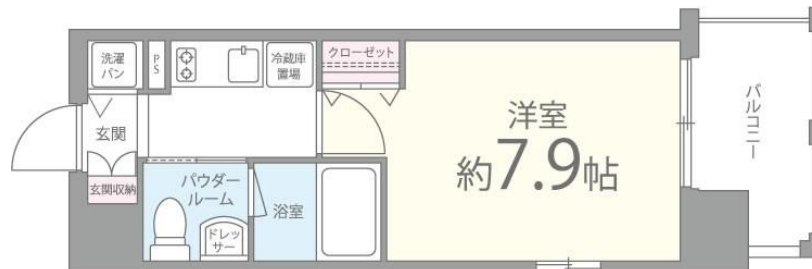 洗濯
パン
PS
冷蔵庫
置場
クローゼット
玄関
洋室
約7.9帖
バルコニー
玄関収納
パウダー
ルーム
ドレッ
サー
浴室